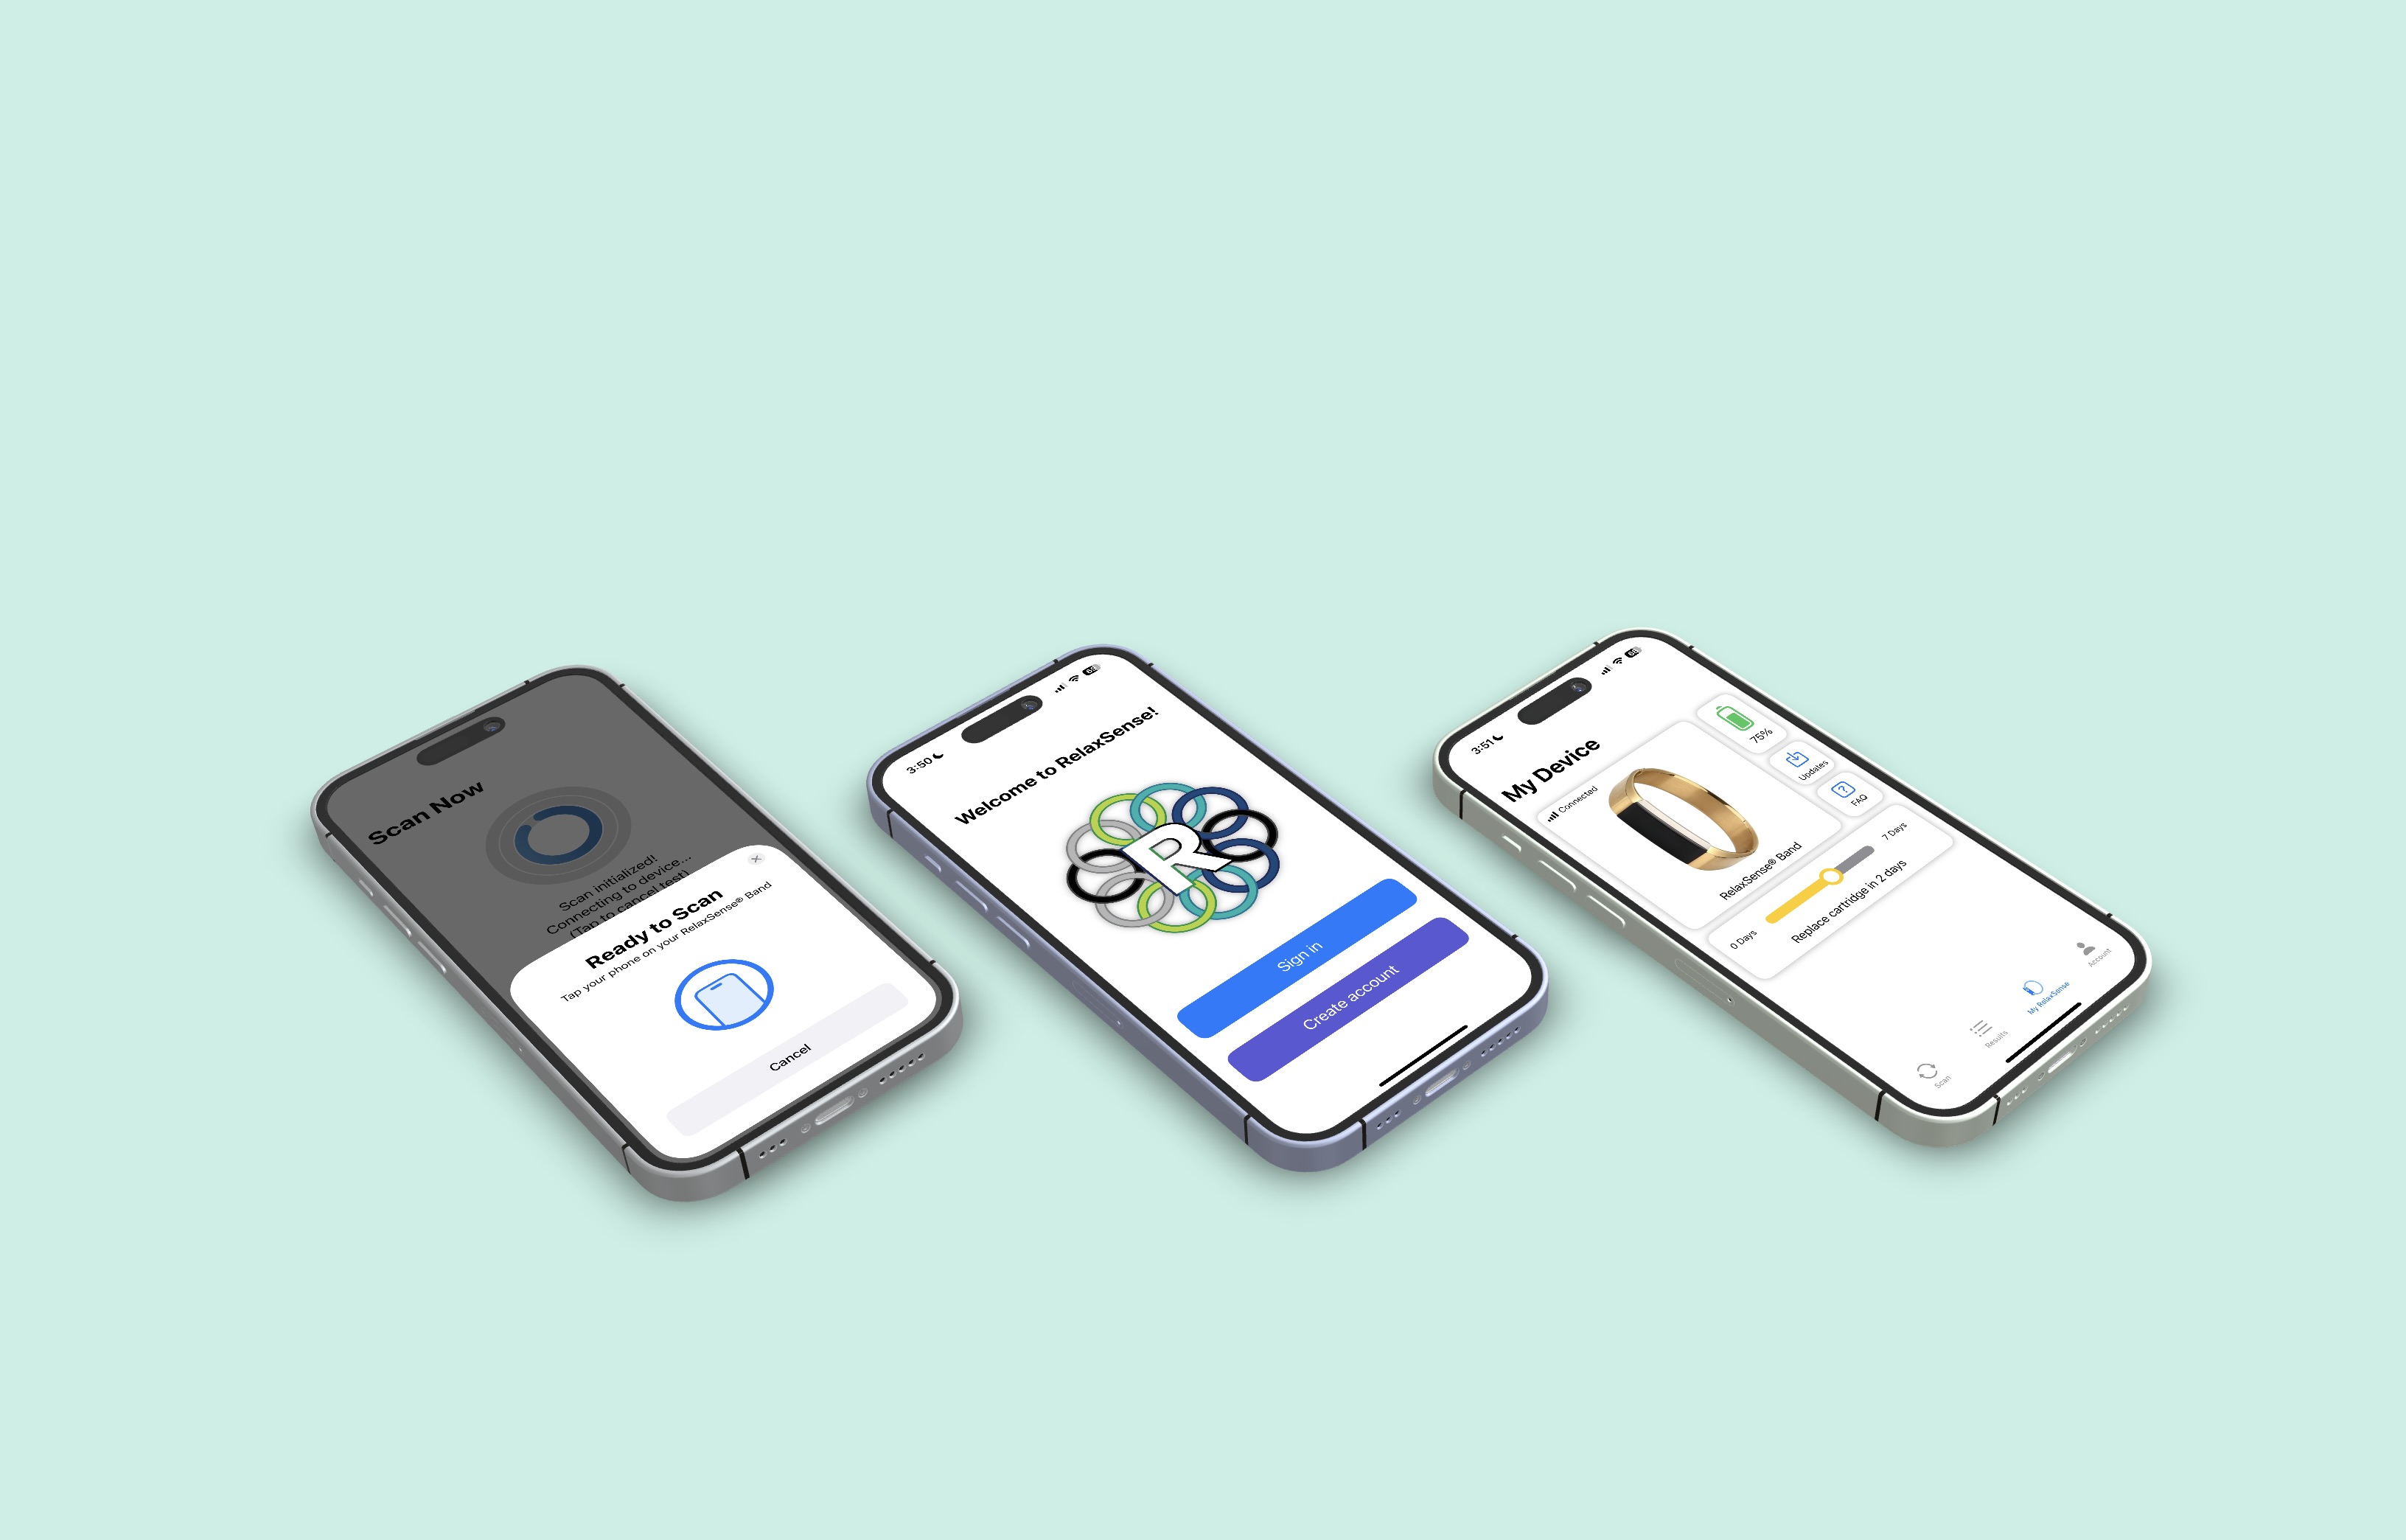 Scan Now
Scan initialized!
Connecting to device...
(Tap to cancel test)
Ready to Scan
Tap your phone on your RelaxSense® Band
Cancel
3:50
Welcome to RelaxSense!
R
Sign in
Create account
3:51
My Device
Connected
RelaxSense® Band
75%
Updates
FAQ
0 Days
7 Days
Replace cartridge in 2 days
Scan
Results
My RelaxSense
Account